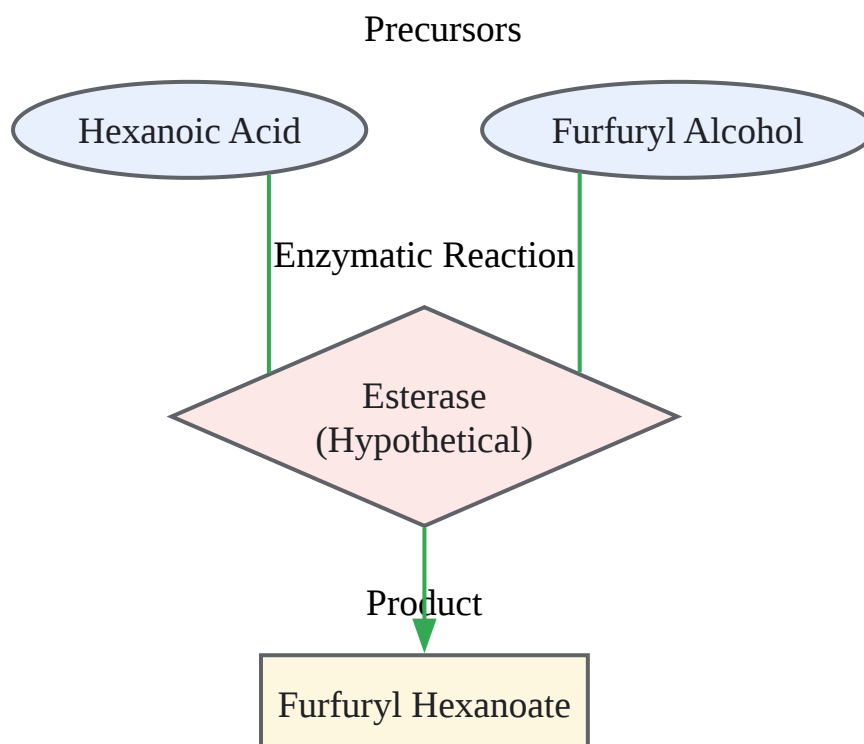 Precursors
Hexanoic Acid
Furfuryl Alcohol
Enzymatic Reaction
Esterase
(Hypothetical)
Product
Furfuryl Hexanoate